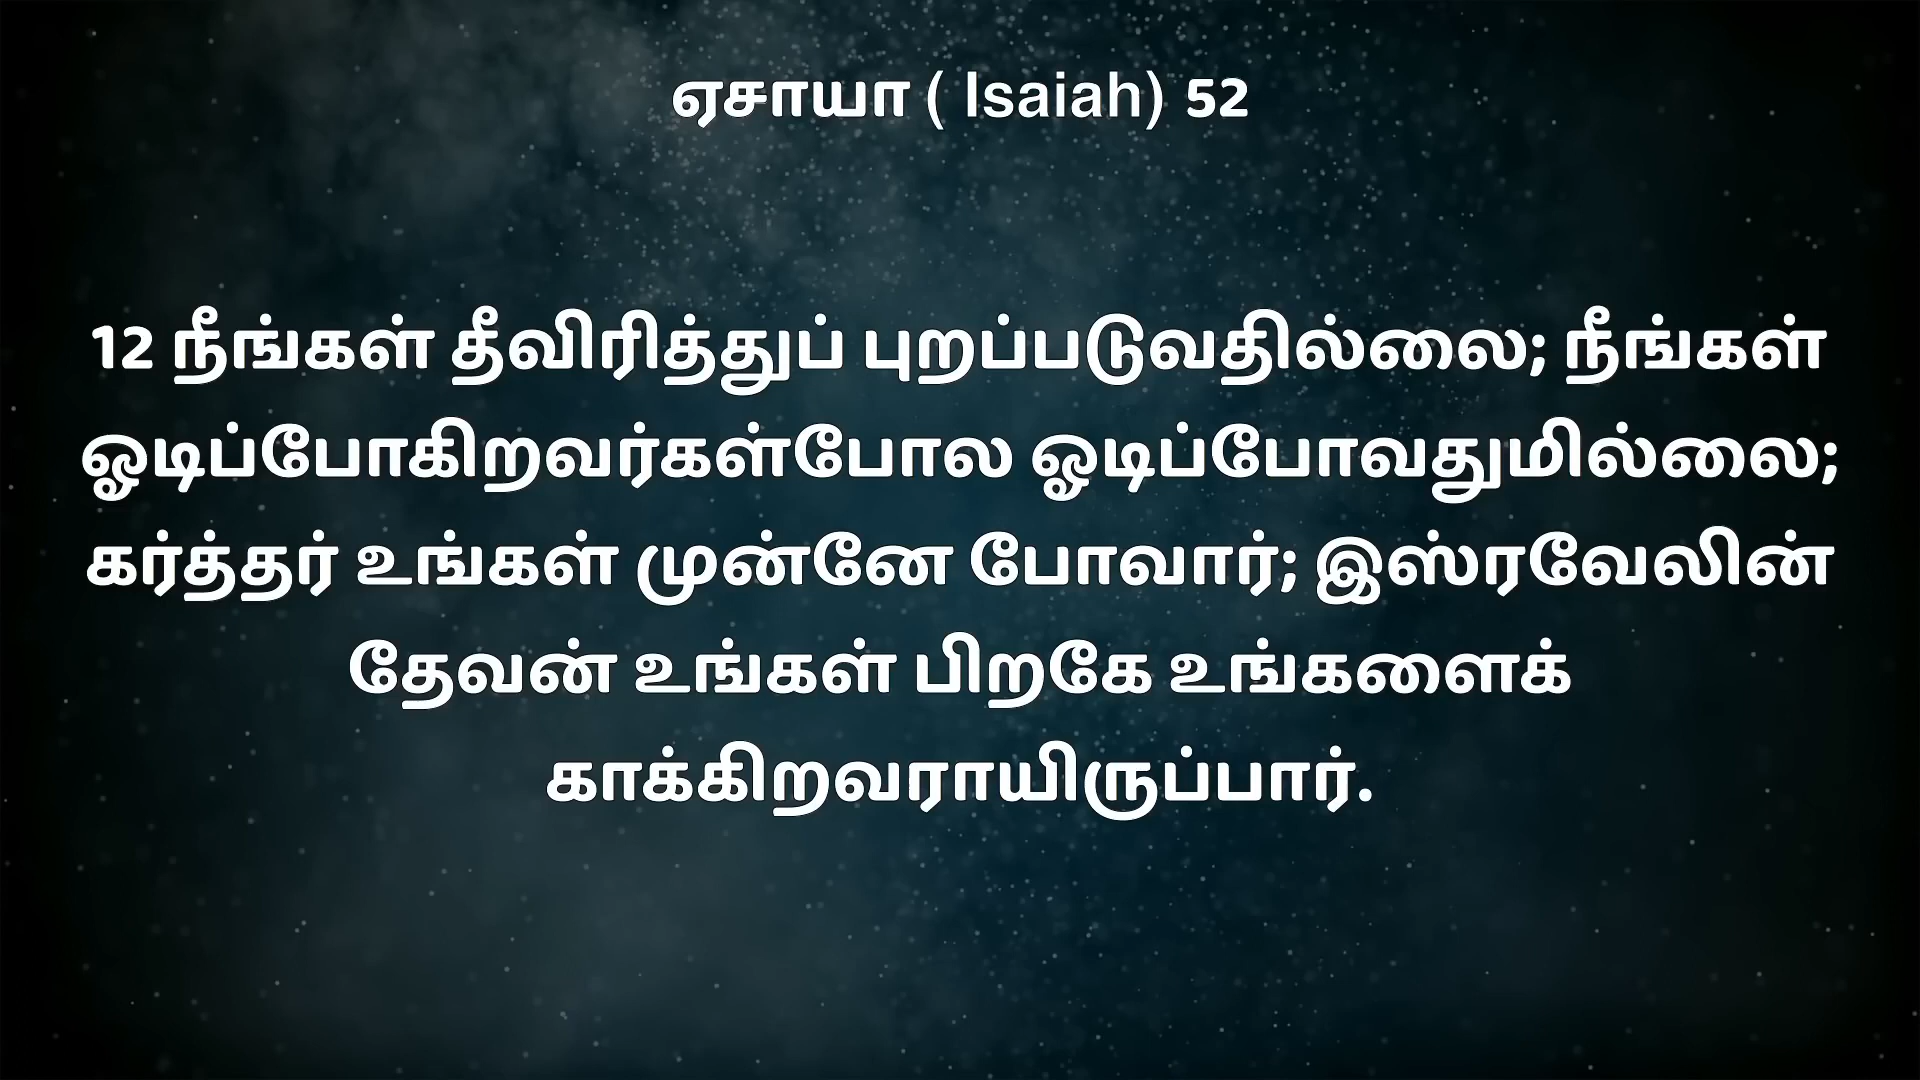 ஏசாயா ( Isaiah) 52
12 நீங்கள் தீவிரித்துப் புறப்படுவதில்லை; நீங்கள்
ஓடிப்போகிறவர்கள்போல ஓடிப்போவதுமில்லை;
கர்த்தர் உங்கள் முன்னே போவார்; இஸ்ரவேலின்
தேவன் உங்கள் பிறகே உங்களைக்
காக்கிறவராயிருப்பார்.